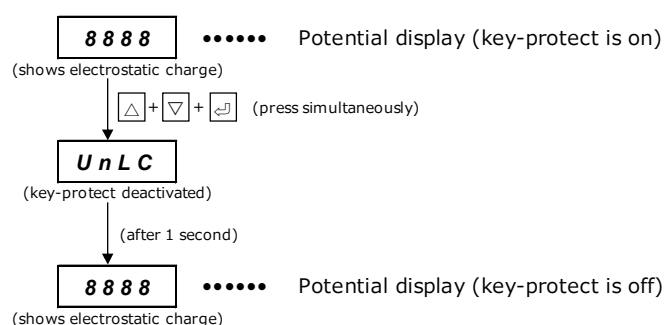 8888 •••••• Potential display (key-protect is on)
(shows electrostatic charge)
△ + ▽ + ⏎ (press simultaneously)
UnLC
(key-protect deactivated)
(after 1 second)
8888 •••••• Potential display (key-protect is off)
(shows electrostatic charge)